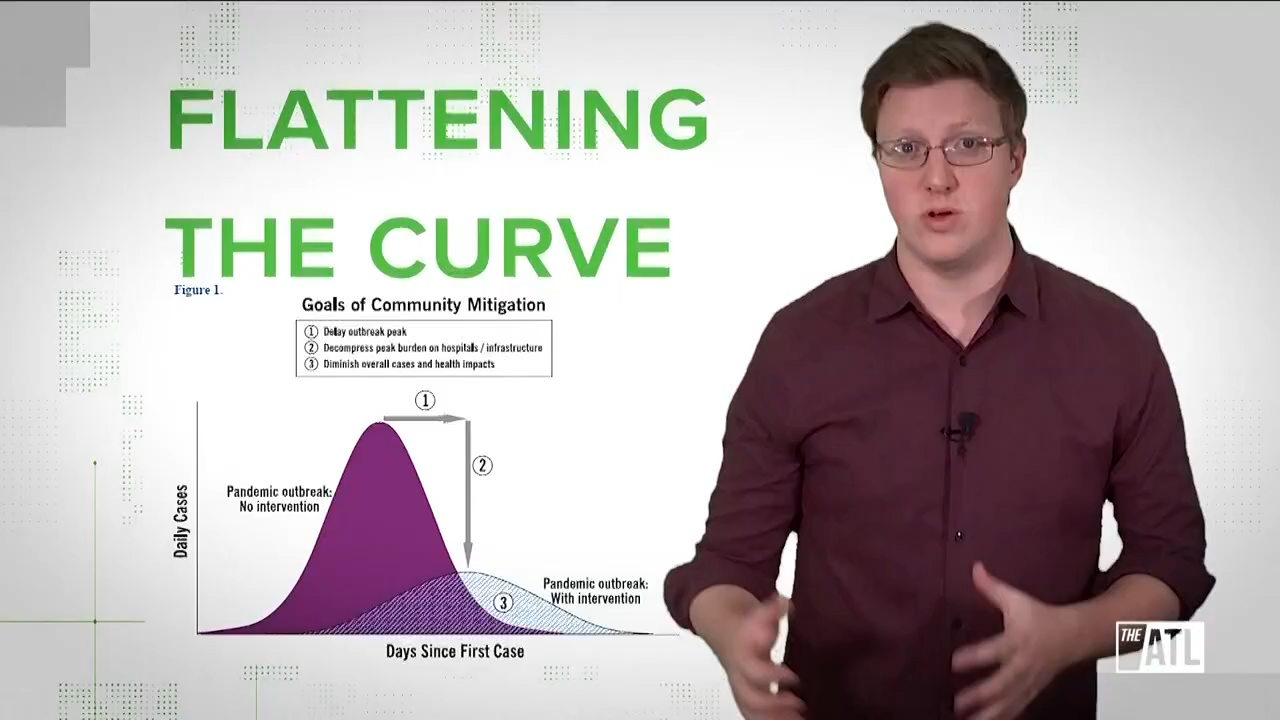 FLATTENING
THE CURVE
Figure 1.
Goals of Community Mitigation
① Delay outbreak peak
② Decompress peak burden on hospitals / infrastructure
③ Diminish overall cases and health impacts
①
②
Daily Cases
Pandemic outbreak:
No intervention
Pandemic outbreak:
With intervention
③
Days Since First Case
THE ATL